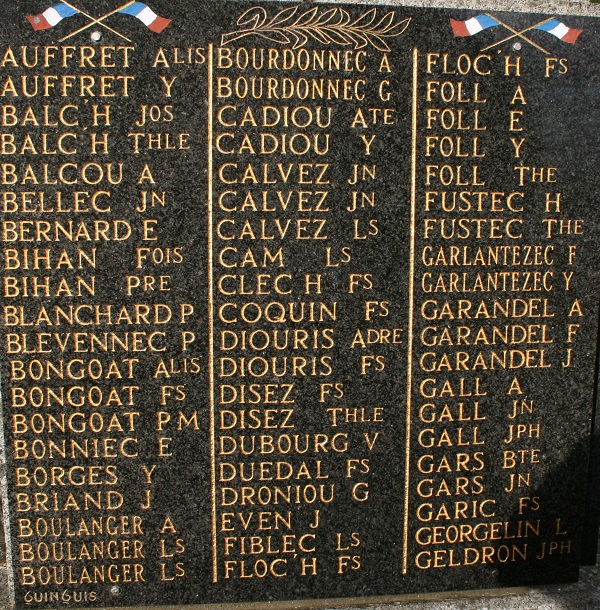 AUFFRET ALIS
AUFFRET Y
BALC'H JOS
BALC'H THLE
BALCOU A
BELLEC JN
BERNARD E
BIHAN FOIS
BIHAN PRE
BLANCHARD P
BLEVENNEC P
BONGOAT ALIS
BONGOAT FS
BONGOAT P M
BONNIEC E
BORGES Y
BRIAND J
BOULANGER A
BOULANGER LS
BOULANGER LS
GUINGUIS
BOURDONNEC A
BOURDONNEC G
CADIOU ATE
CADIOU Y
CALVEZ JN
CALVEZ JN
CALVEZ LS
CAM LS
CLEC'H FS
COQUIN FS
DIOURIS ADRE
DIOURIS FS
DISEZ FS
DISEZ THLE
DUBOURG V
DUEDAL FS
DRONIOU G
EVEN J
FIBLEC LS
FLOC'H FS
FLOC'H FS
FOLL A
FOLL E
FOLL Y
FOLL THE
FUSTEC H
FUSTEC THE
GARLANTEZEC F
GARLANTEZEC Y
GARANDEL A
GARANDEL F
GARANDEL J
GALL A
GALL JN
GALL JPH
GARS BTE
GARS JN
GARIC FS
GEORGELIN L
GELDRON JPH